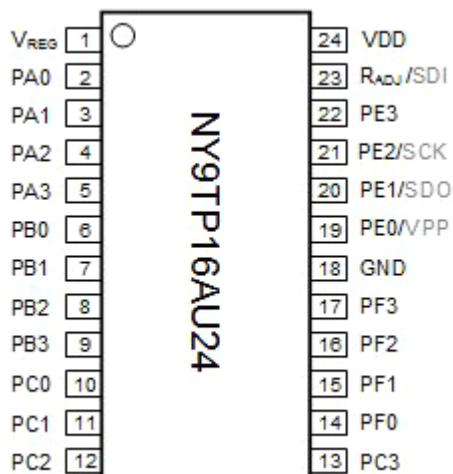 VREG 1 24 VDD
PA0 2 23 RADJ/SDI
PA1 3 22 PE3
PA2 4 21 PE2/SCK
PA3 5 20 PE1/SDO
PB0 6 19 PE0/VPP
PB1 7 18 GND
PB2 8 17 PF3
PB3 9 16 PF2
PC0 10 15 PF1
PC1 11 14 PF0
PC2 12 13 PC3
NY9TP16AU24